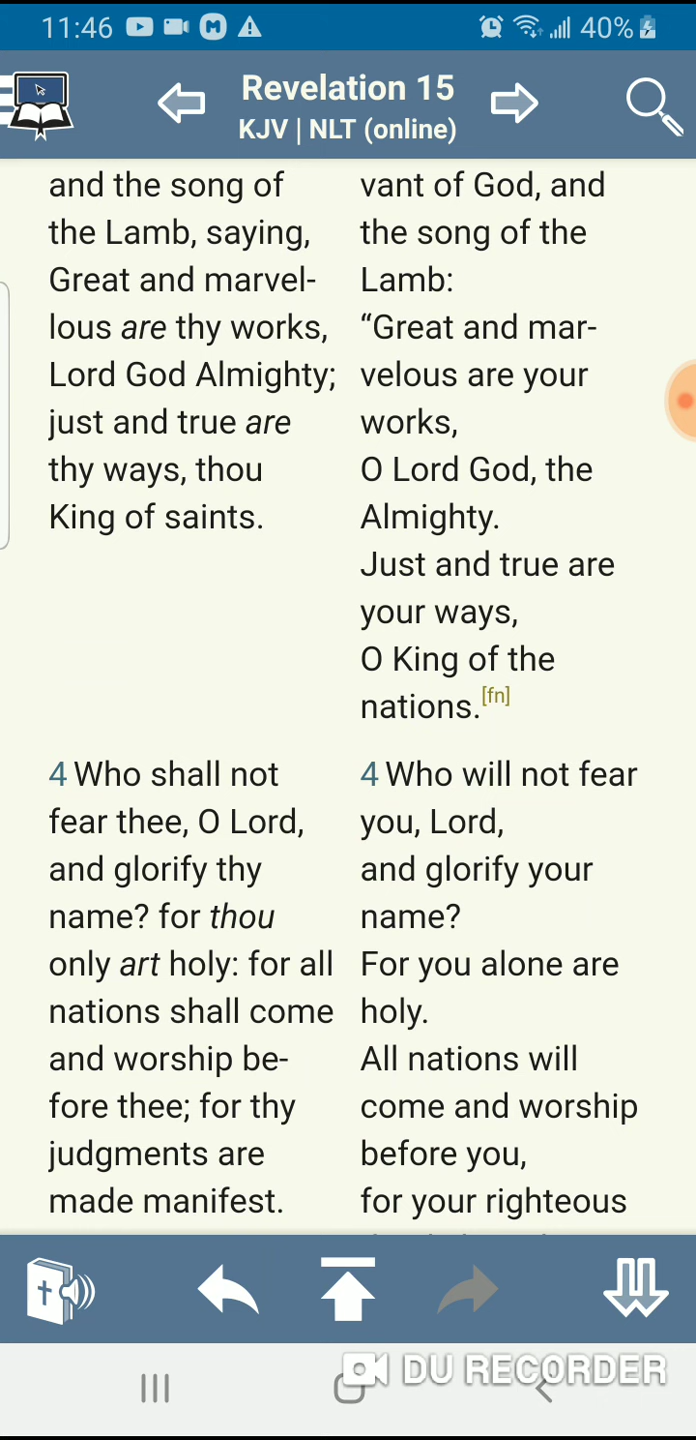 11:46
40%
Revelation 15
KJV | NLT (online)
and the song of
the Lamb, saying,
Great and marvel-
lous are thy works,
Lord God Almighty;
just and true are
thy ways, thou
King of saints.
4 Who shall not
fear thee, O Lord,
and glorify thy
name? for thou
only art holy: for all
nations shall come
and worship be-
fore thee; for thy
judgments are
made manifest.
vant of God, and
the song of the
Lamb:
“Great and mar-
velous are your
works,
O Lord God, the
Almighty.
Just and true are
your ways,
O King of the
nations.[fn]
4 Who will not fear
you, Lord,
and glorify your
name?
For you alone are
holy.
All nations will
come and worship
before you,
for your righteous
DU RECORDER